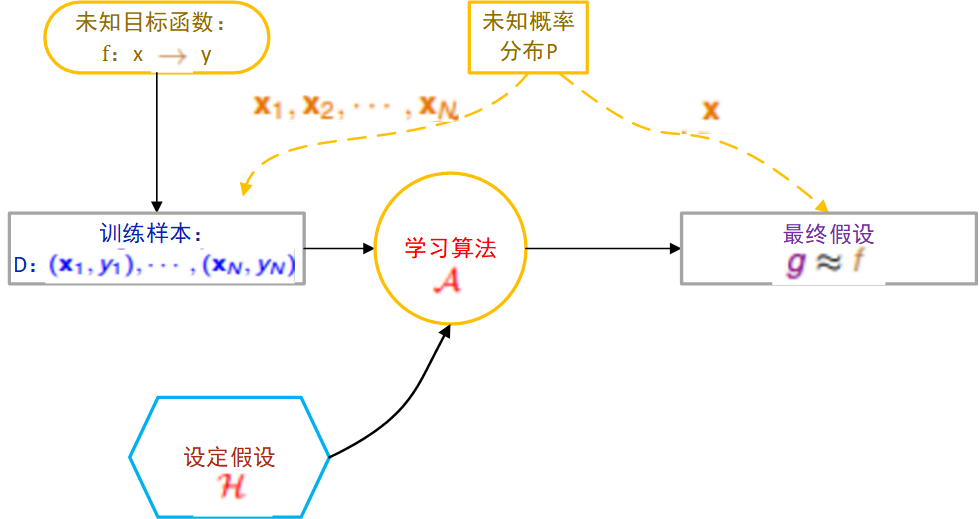 未知目标函数：
f：x → y
未知概率
分布P
x₁, x₂, ⋯ , x_N
x
训练样本：
D：(x₁, y₁), ⋯ , (x_N, y_N)
学习算法
𝒜
最终假设
g ≈ f
设定假设
ℋ